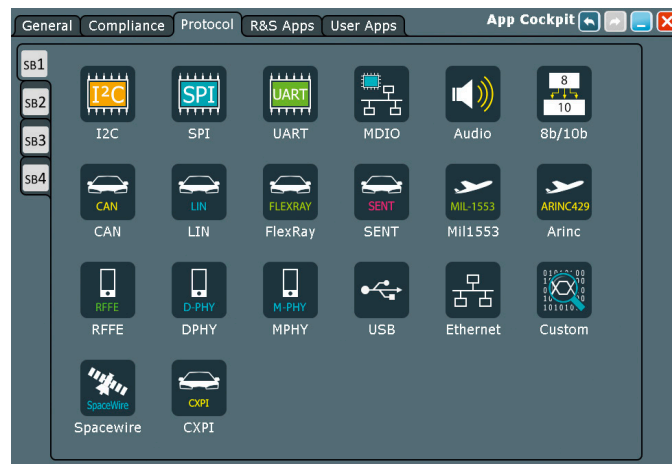 General Compliance Protocol R&S Apps User Apps App Cockpit
SB1
SB2
SB3
SB4
I²C SPI UART 8 10
I2C SPI UART MDIO Audio 8b/10b
CAN LIN FLEXRAY SENT MIL-1553 ARINC429
CAN LIN FlexRay SENT Mil1553 Arinc
RFFE D-PHY M-PHY
RFFE DPHY MPHY USB Ethernet Custom
SpaceWire CXPI
Spacewire CXPI